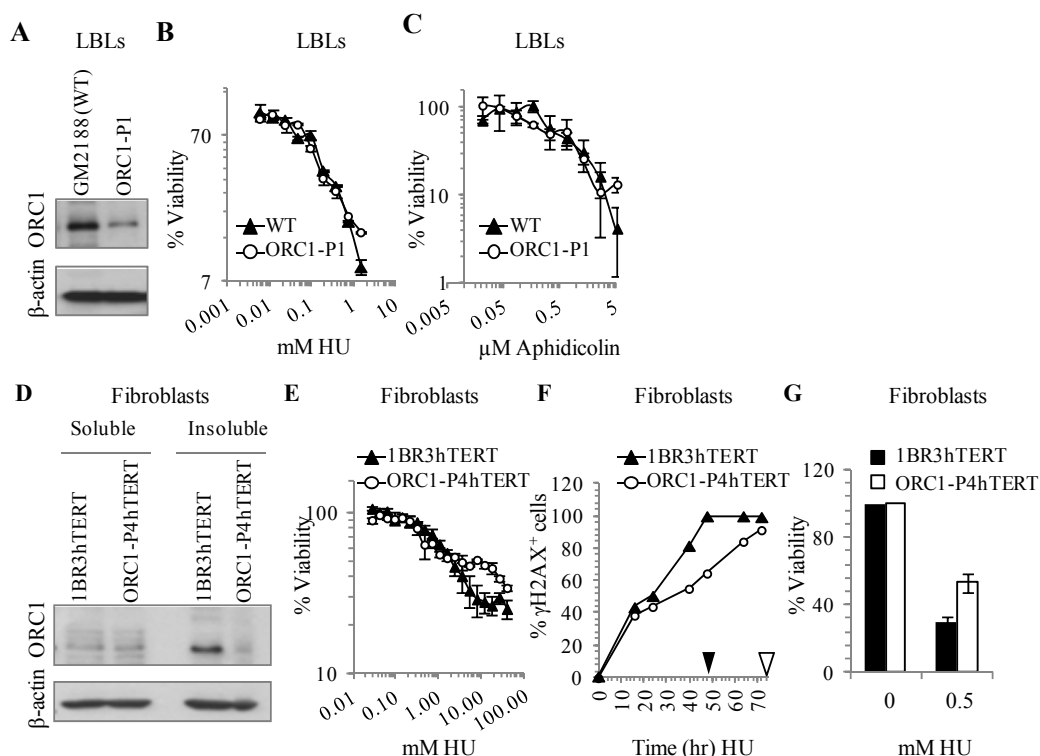 A
LBLs
GM2188 (WT)
ORC1-P1
ORC1
β-actin
B
LBLs
% Viability
70
7
WT
ORC1-P1
0.001
0.01
0.1
1
10
mM HU
C
LBLs
% Viability
100
10
1
WT
ORC1-P1
0.005
0.05
0.5
5
µM Aphidicolin
D
Fibroblasts
Soluble
Insoluble
1BR3hTERT
ORC1-P4hTERT
1BR3hTERT
ORC1-P4hTERT
ORC1
β-actin
E
Fibroblasts
1BR3hTERT
ORC1-P4hTERT
% Viability
100
10
0.01
0.10
1.00
10.00
100.00
mM HU
F
Fibroblasts
1BR3hTERT
ORC1-P4hTERT
% γH2AX+ cells
120
100
80
60
40
20
0
0
10
20
30
40
50
60
70
Time (hr) HU
G
Fibroblasts
1BR3hTERT
ORC1-P4hTERT
% Viability
120
80
40
0
0
0.5
mM HU